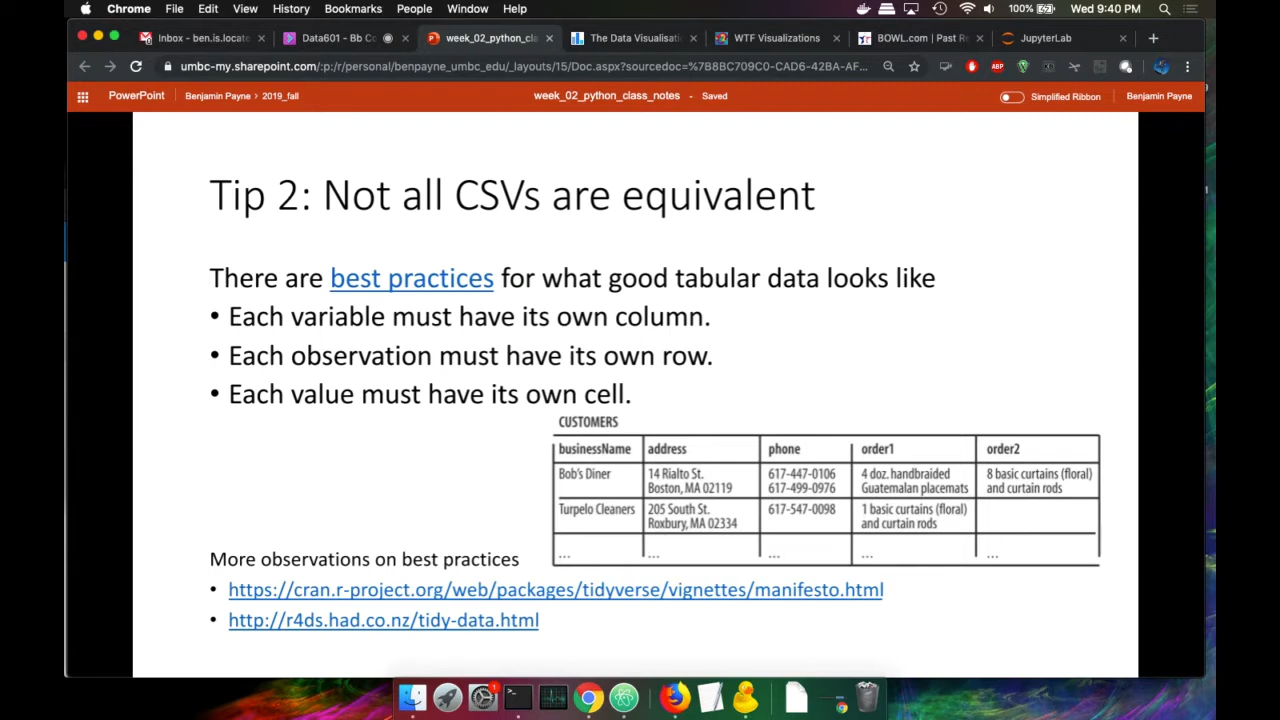 Chrome File Edit View History Bookmarks People Window Help 100% Wed 9:40 PM
Inbox - ben.is.locate Data601 - Bb Co week_02_python_cla The Data Visualisati WTF Visualizations BOWL.com | Past Re JupyterLab
umbc-my.sharepoint.com/:p:/r/personal/benpayne_umbc_edu/_layouts/15/Doc.aspx?sourcedoc=%7B8BC709C0-CAD6-42BA-AF... ABP
PowerPoint Benjamin Payne > 2019_fall week_02_python_class_notes - Saved Simplified Ribbon Benjamin Payne
Tip 2: Not all CSVs are equivalent
There are best practices for what good tabular data looks like
• Each variable must have its own column.
• Each observation must have its own row.
• Each value must have its own cell.
CUSTOMERS
businessName address phone order1 order2
Bob's Diner 14 Rialto St. 617-447-0106 4 doz. handbraided 8 basic curtains (floral)
Boston, MA 02119 617-499-0976 Guatemalan placemats and curtain rods
Turpelo Cleaners 205 South St. 617-547-0098 1 basic curtains (floral)
Roxbury, MA 02334 and curtain rods
... ... ... ... ...
More observations on best practices
• https://cran.r-project.org/web/packages/tidyverse/vignettes/manifesto.html
• http://r4ds.had.co.nz/tidy-data.html
1